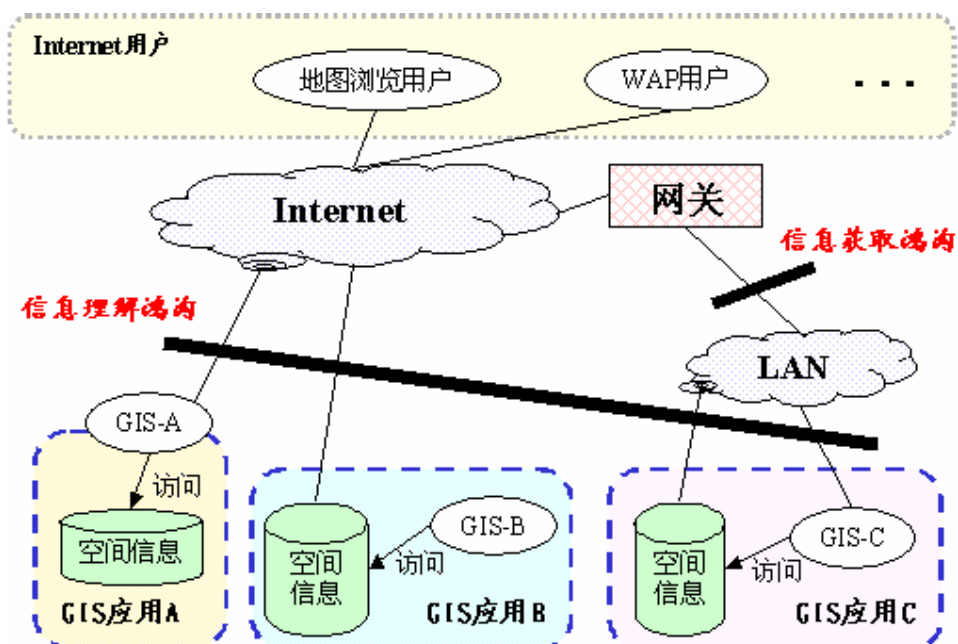 Internet用户
地图浏览用户
WAP用户
...
Internet
网关
信息获取鸿沟
信息理解鸿沟
LAN
GIS-A
访问
空间信息
GIS应用A
GIS-B
访问
空间
信息
GIS应用B
GIS-C
访问
空间
信息
GIS应用C